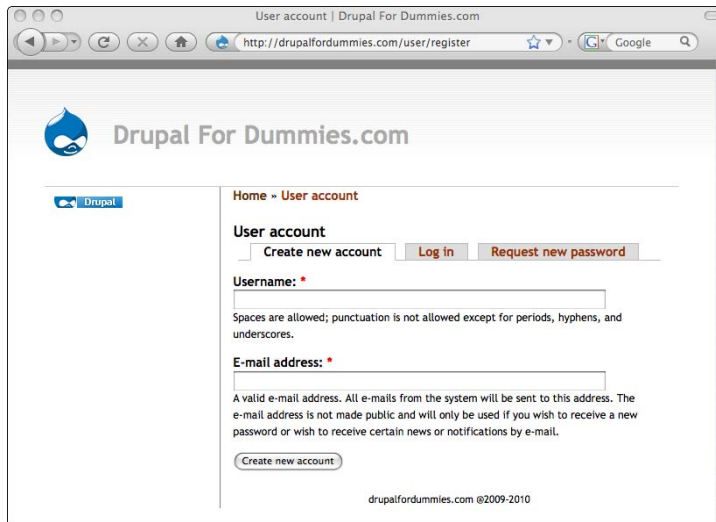 User account | Drupal For Dummies.com
http://drupalfordummies.com/user/register
G Google
Drupal For Dummies.com
Drupal
Home » User account
User account
Create new account Log in Request new password
Username: *
Spaces are allowed; punctuation is not allowed except for periods, hyphens, and
underscores.
E-mail address: *
A valid e-mail address. All e-mails from the system will be sent to this address. The
e-mail address is not made public and will only be used if you wish to receive a new
password or wish to receive certain news or notifications by e-mail.
Create new account
drupalfordummies.com @2009-2010